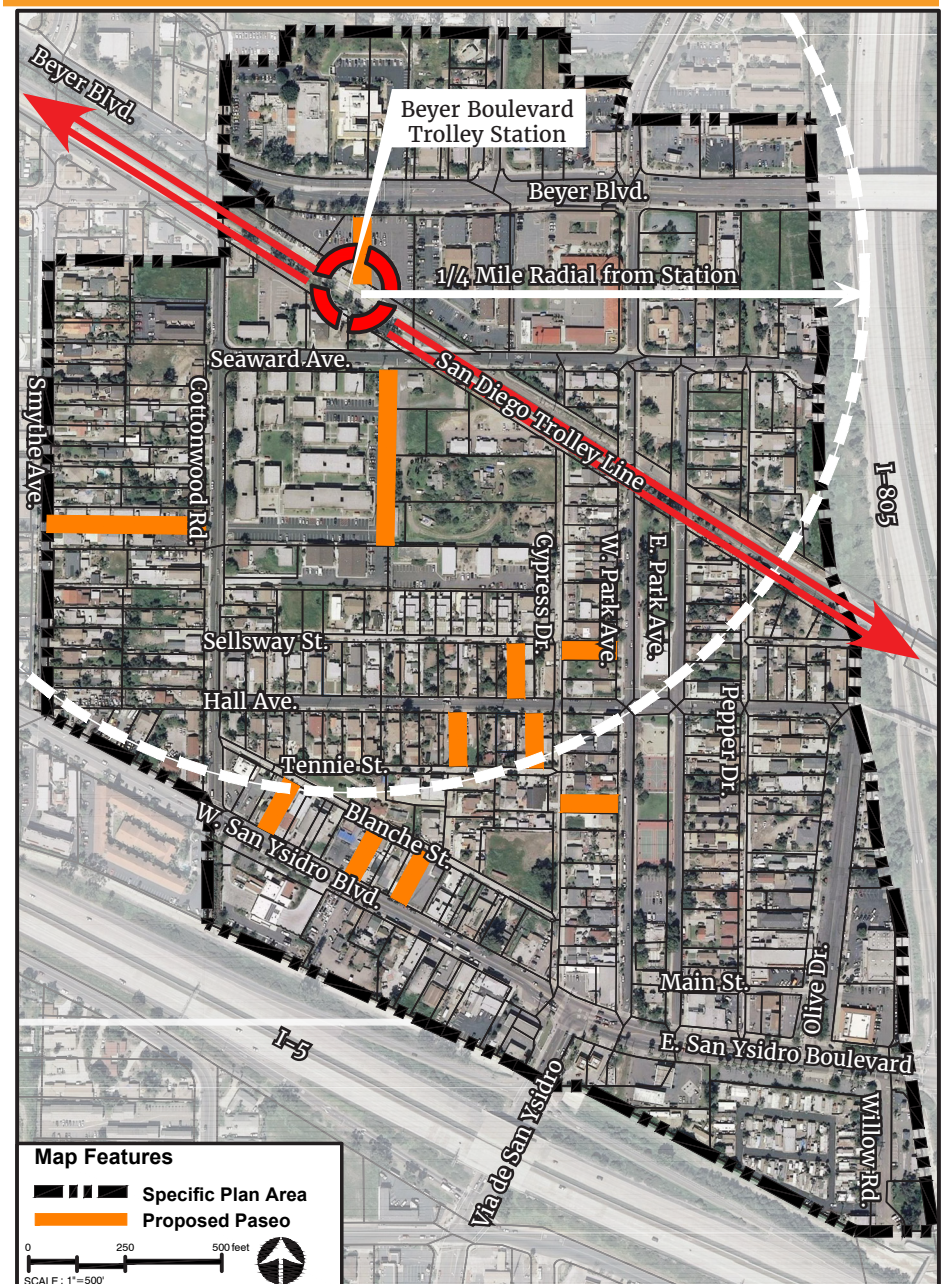 Beyer Blvd.
Beyer Boulevard
Trolley Station
Beyer Blvd.
1/4 Mile Radial from Station
Seaward Ave.
San Diego Trolley Line
Smythe Ave.
Cottonwood Rd
I-805
Cypress Dr.
W. Park Ave.
E. Park Ave.
Sellsway St.
Hall Ave.
Pepper Dr.
Tennie St.
Blanche St.
W. San Ysidro Blvd.
Main St.
Olive Dr.
I-5
E. San Ysidro Boulevard
Via de San Ysidro
Willow Rd.
Map Features
Specific Plan Area
Proposed Paseo
0 250 500 feet
SCALE : 1"=500'